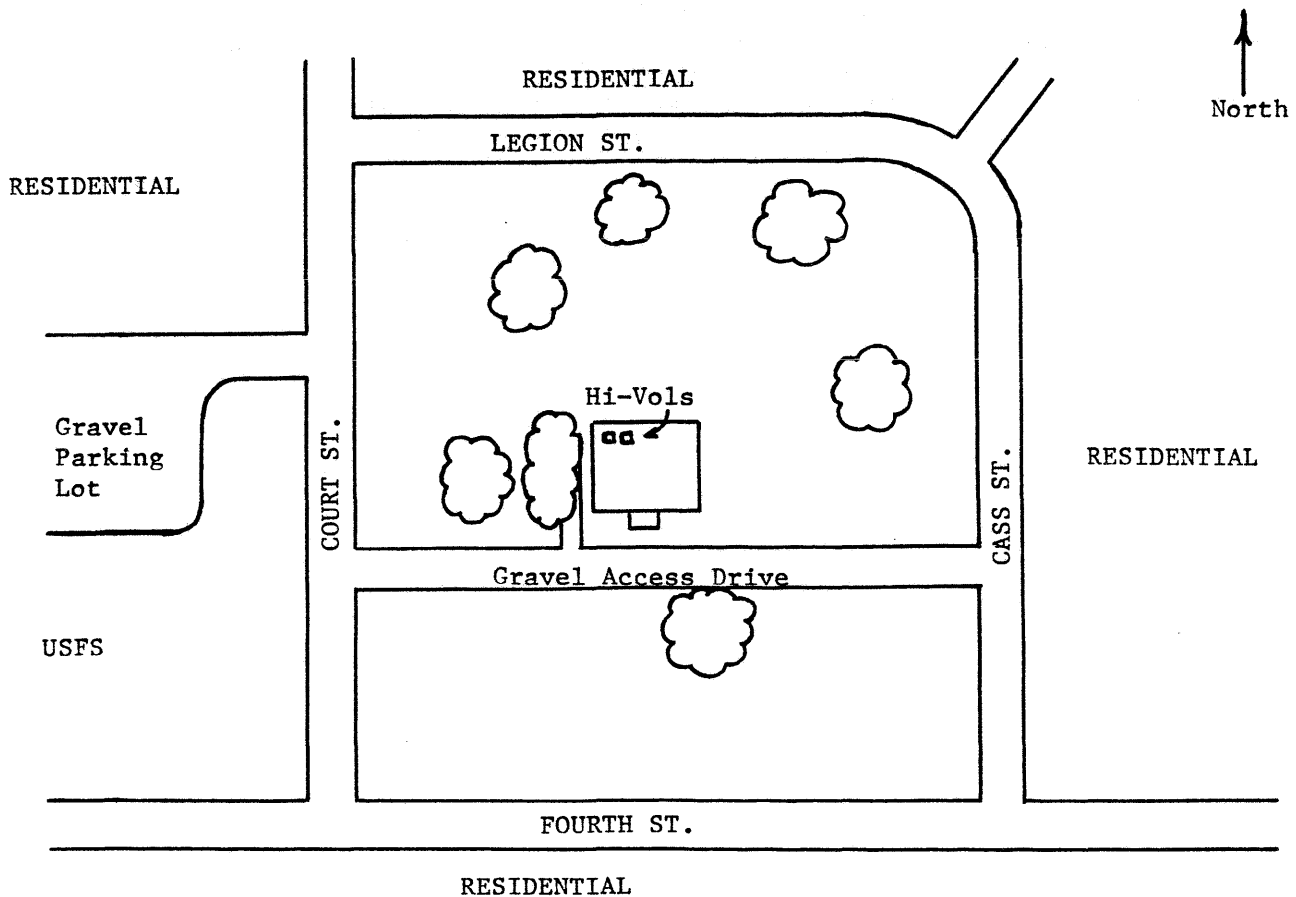 RESIDENTIAL
North
LEGION ST.
RESIDENTIAL
Hi-Vols
Gravel
Parking
Lot
COURT ST.
RESIDENTIAL
CASS ST.
Gravel Access Drive
USFS
FOURTH ST.
RESIDENTIAL